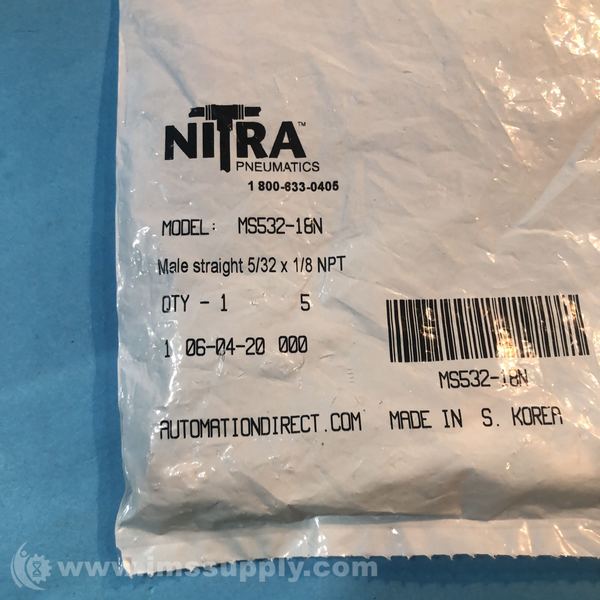 NITRA™
PNEUMATICS
1 800-633-0405
MODEL: MS532-18N
Male straight 5/32 x 1/8 NPT
QTY - 1 5
1 06-04-20 000
MS532-18N
AUTOMATIONDIRECT.COM MADE IN S. KOREA
www.imssupply.com